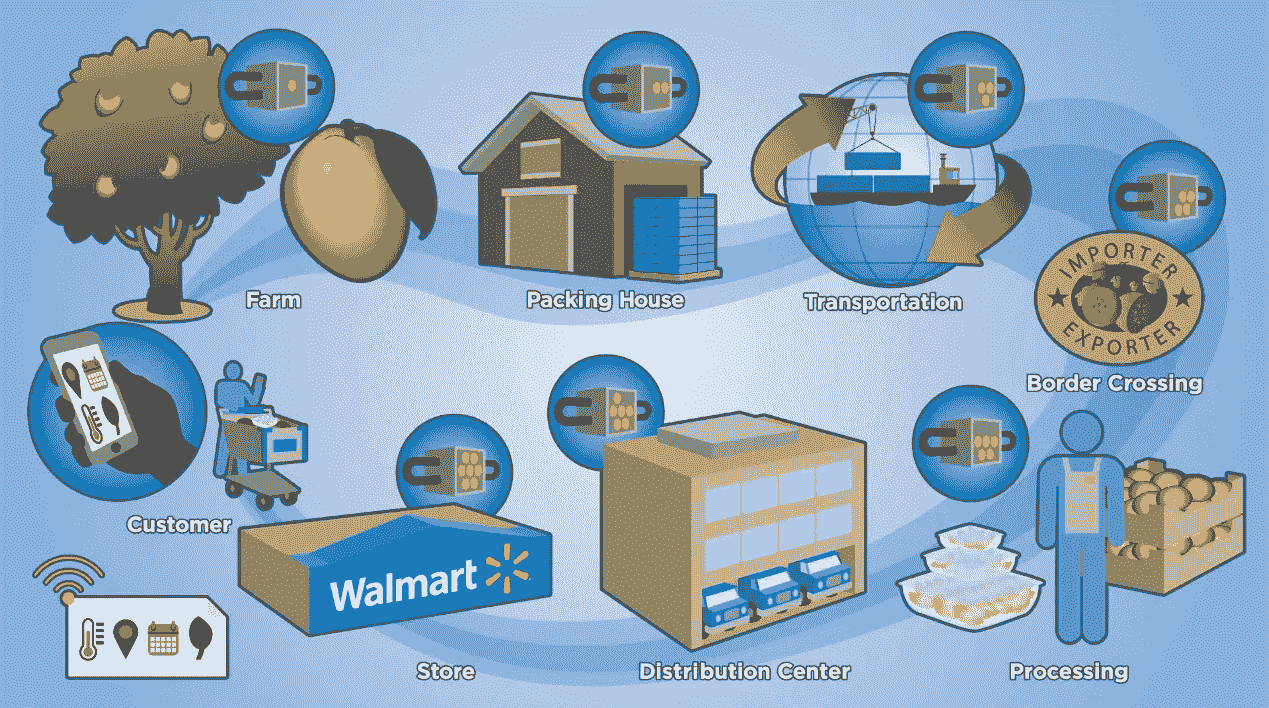 Farm
Packing House
Transportation
IMPORTER
EXPORTER
Border Crossing
Customer
Walmart
Store
Distribution Center
Processing